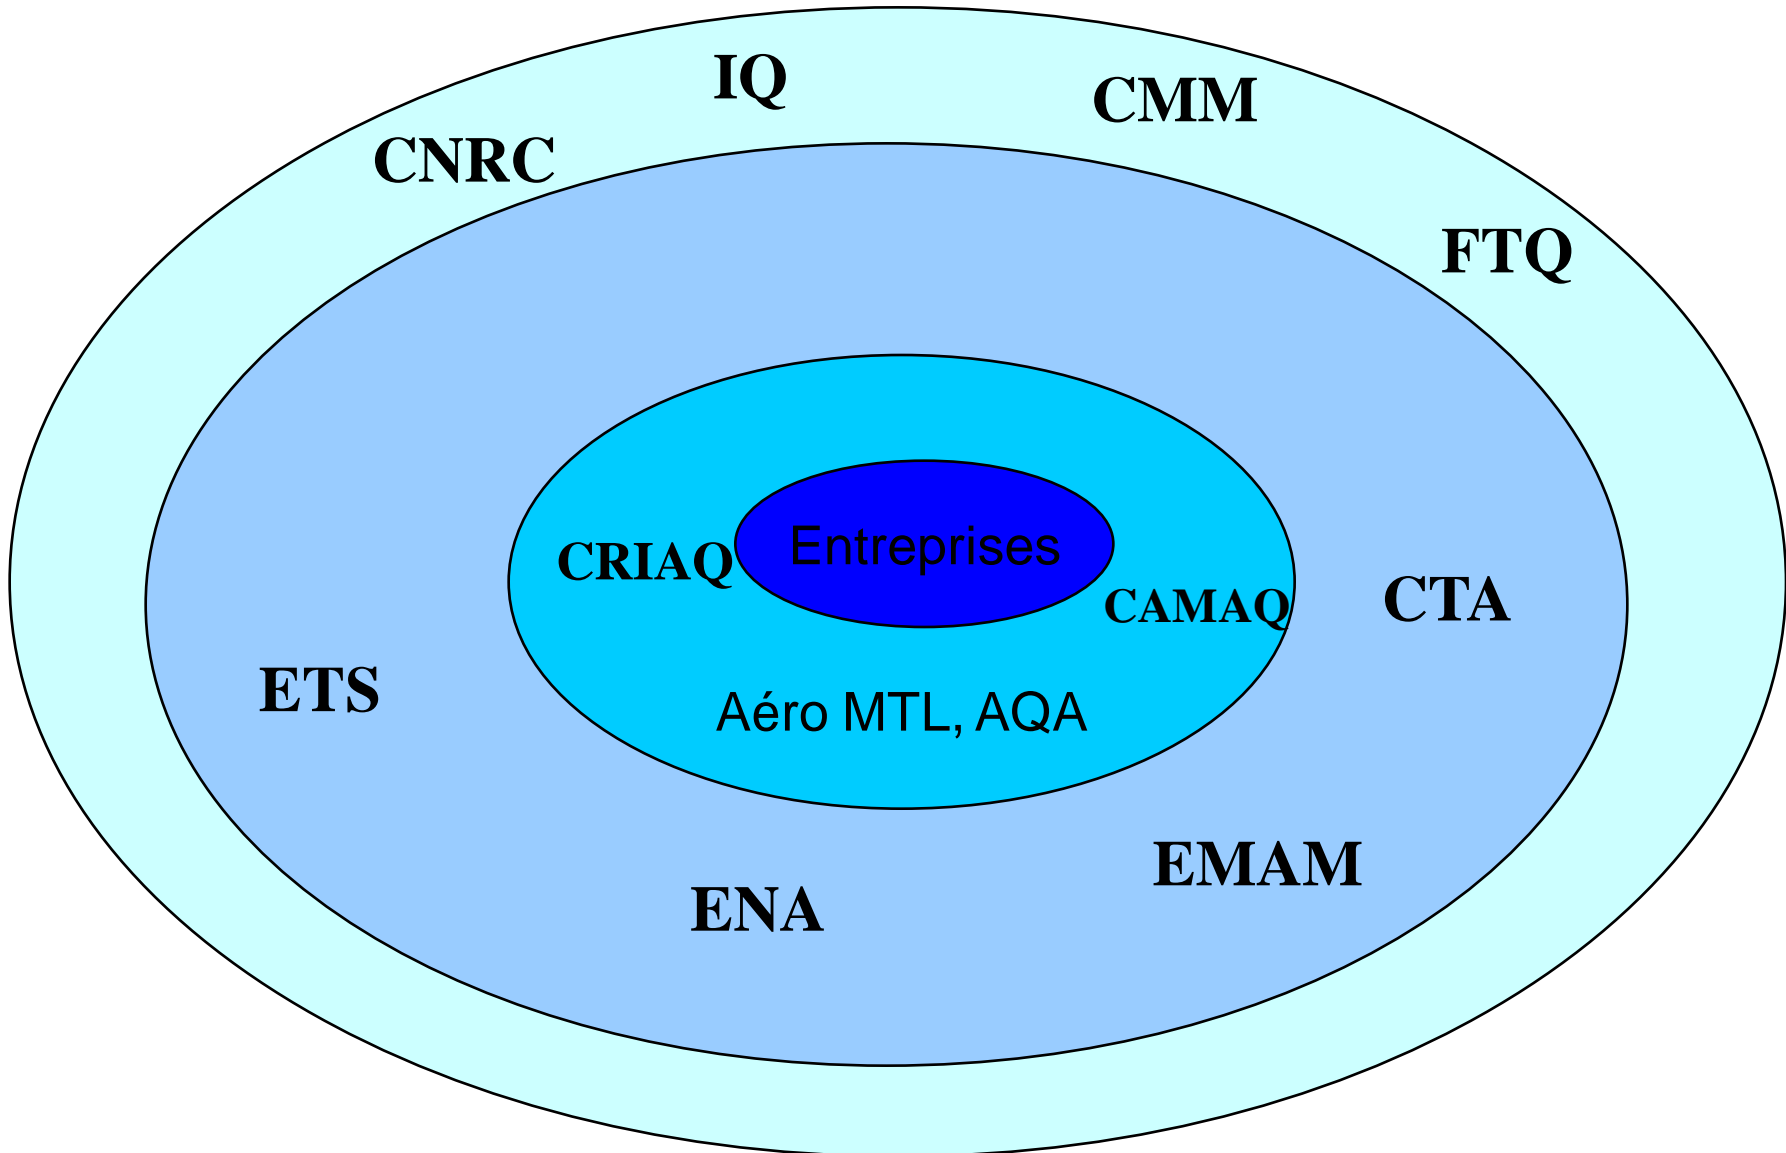 IQ
CMM
CNRC
FTQ
Entreprises
CRIAQ
CAMAQ
CTA
ETS
Aéro MTL, AQA
EMAM
ENA